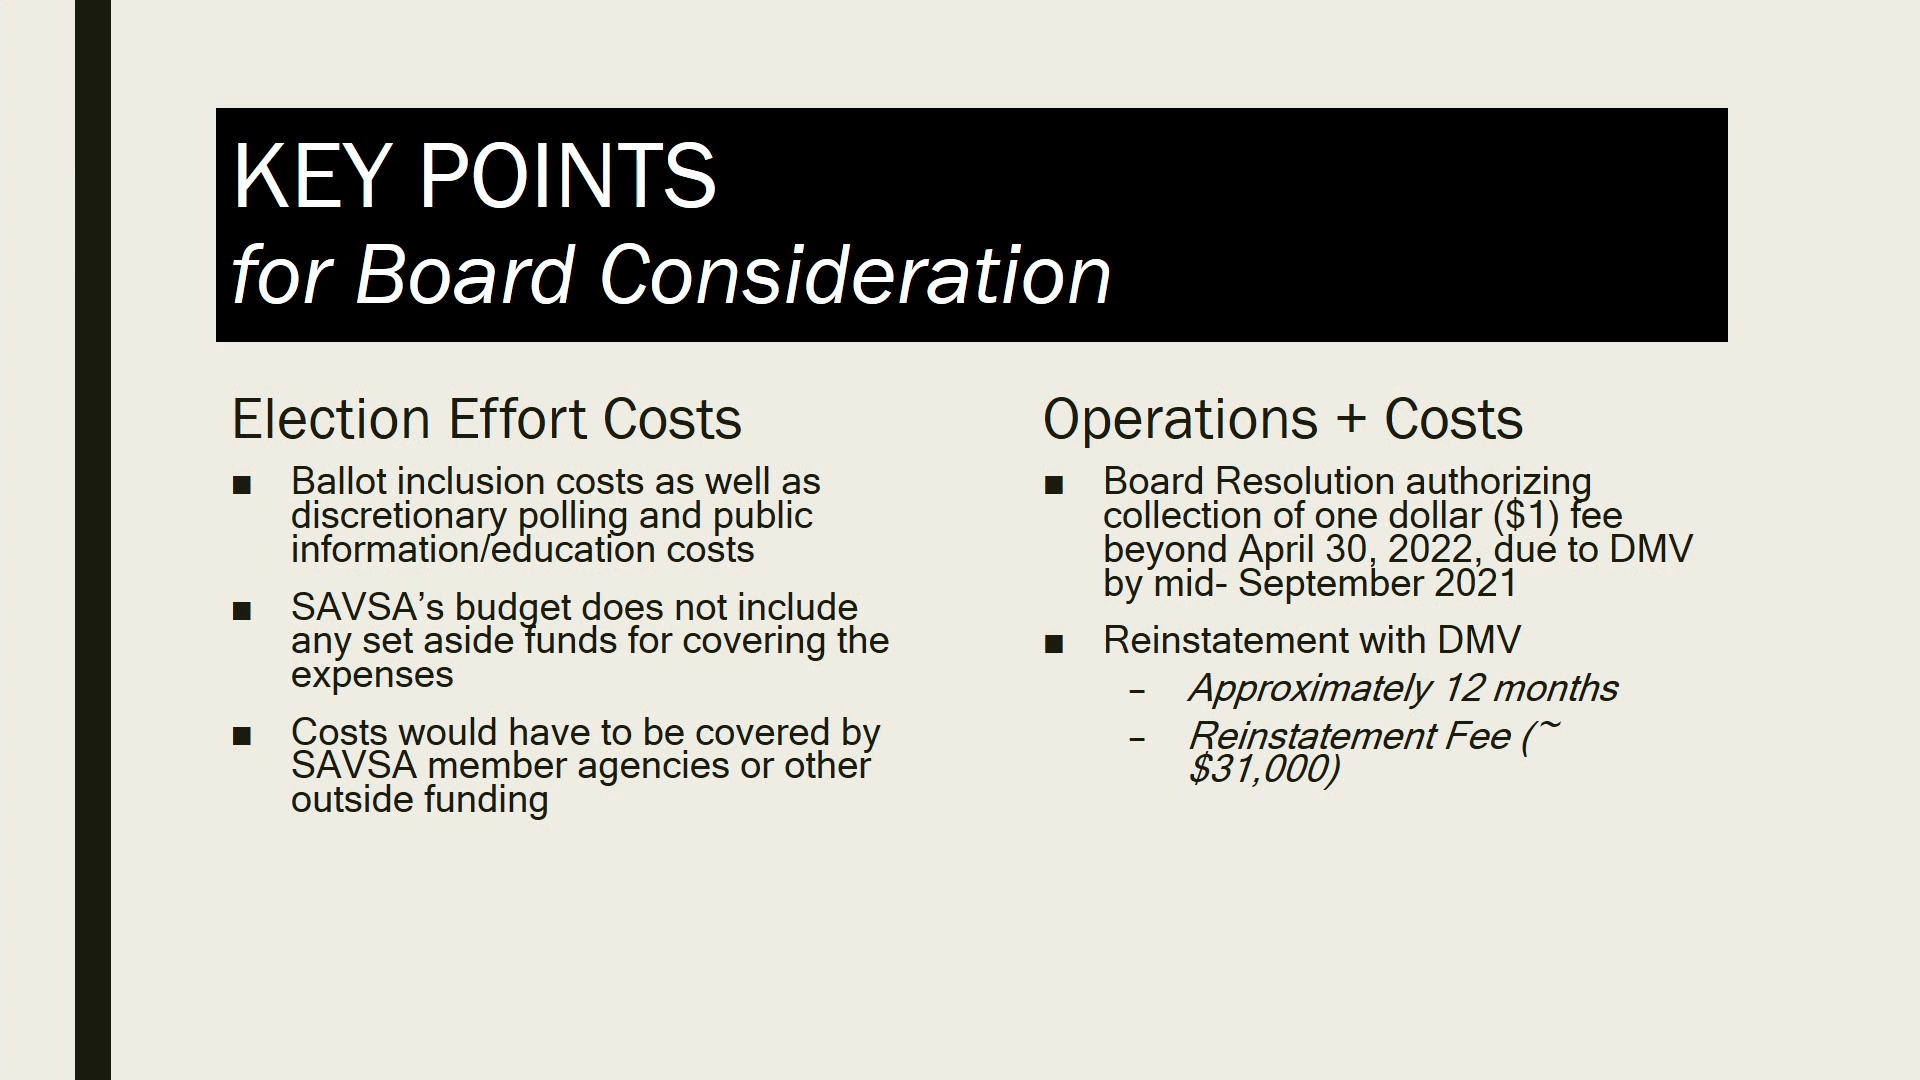 KEY POINTS
for Board Consideration
Election Effort Costs
■ Ballot inclusion costs as well as
discretionary polling and public
information/education costs
■ SAVSA’s budget does not include
any set aside funds for covering the
expenses
■ Costs would have to be covered by
SAVSA member agencies or other
outside funding
Operations + Costs
■ Board Resolution authorizing
collection of one dollar ($1) fee
beyond April 30, 2022, due to DMV
by mid- September 2021
■ Reinstatement with DMV
– Approximately 12 months
– Reinstatement Fee (~
$31,000)